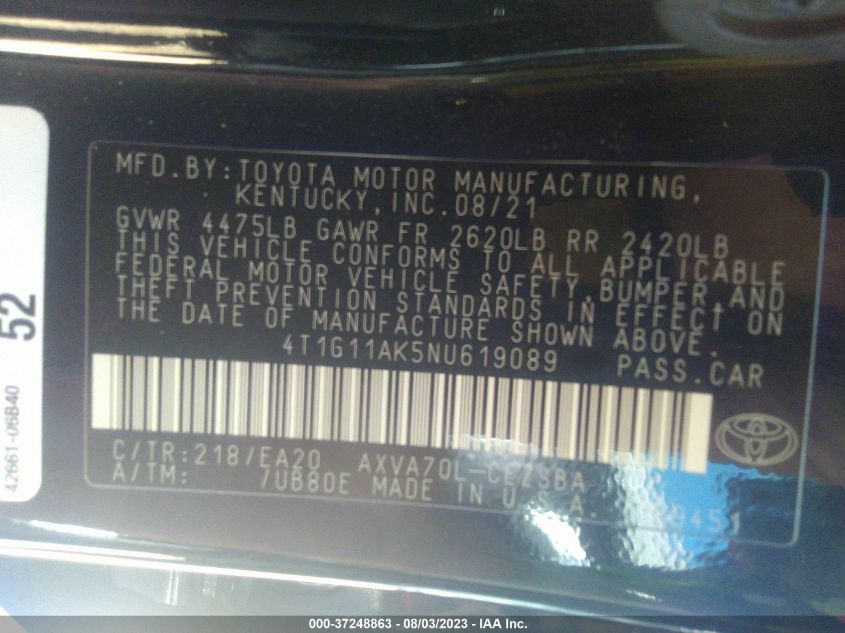 MFD.BY:TOYOTA MOTOR MANUFACTURING,
KENTUCKY,INC.08/21
GVWR 4475LB GAWR FR 2620LB RR 2420LB
THIS VEHICLE CONFORMS TO ALL APPLICABLE
FEDERAL MOTOR VEHICLE SAFETY,BUMPER,AND
THEFT PREVENTION STANDARDS IN EFFECT ON
THE DATE OF MANUFACTURE SHOWN ABOVE.
4T1G11AK5NU619089 PASS.CAR
C/TR:218/EA20 AXVA70L-CEZSBA
A/TM: /UB80E MADE IN U.S.A.
52
42661-06B40
000-37248863 - 08/03/2023 - IAA Inc.